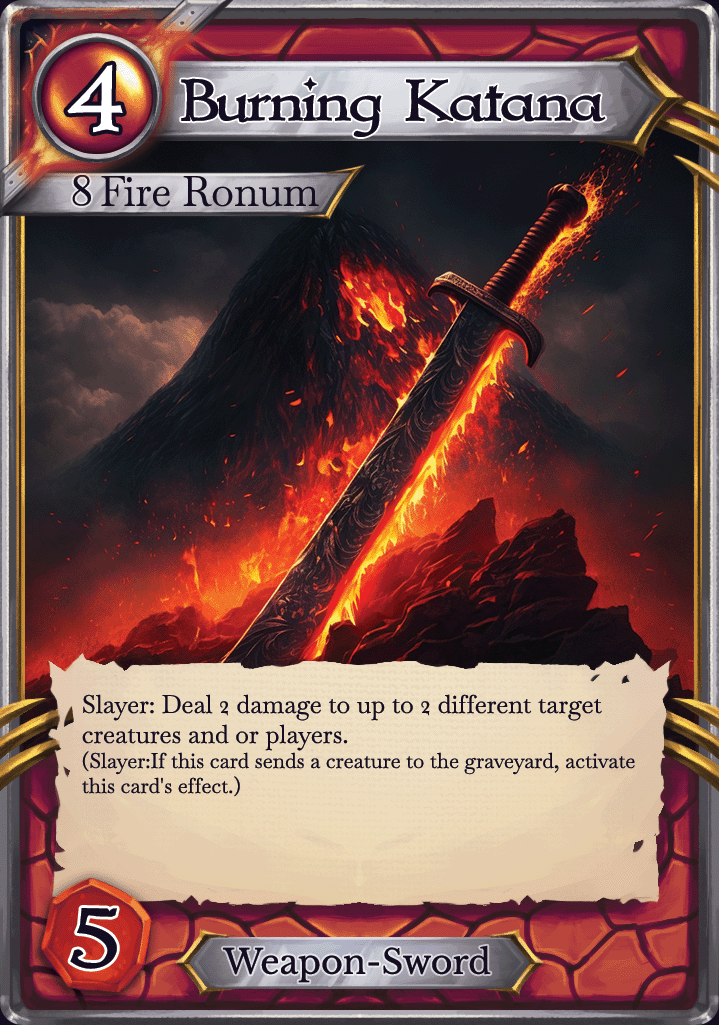 4
Burning Katana
8 Fire Ronum
Slayer: Deal 2 damage to up to 2 different target
creatures and or players.
(Slayer:If this card sends a creature to the graveyard, activate
this card's effect.)
5
Weapon-Sword